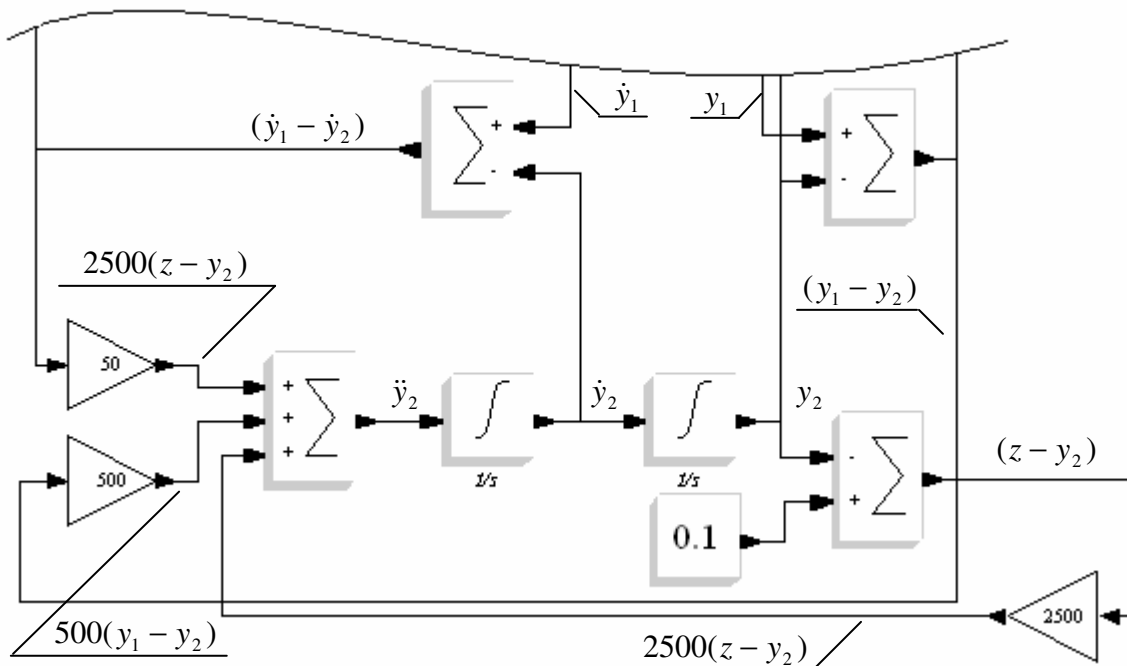 ẏ₁ y₁
(ẏ₁ − ẏ₂)
+
-
+
-
2500(z − y₂)
(y₁ − y₂)
50
+
+
+
ÿ₂
ẏ₂
y₂
1/s
1/s
500
-
+
(z − y₂)
0.1
2500
500(y₁ − y₂)
2500(z − y₂)